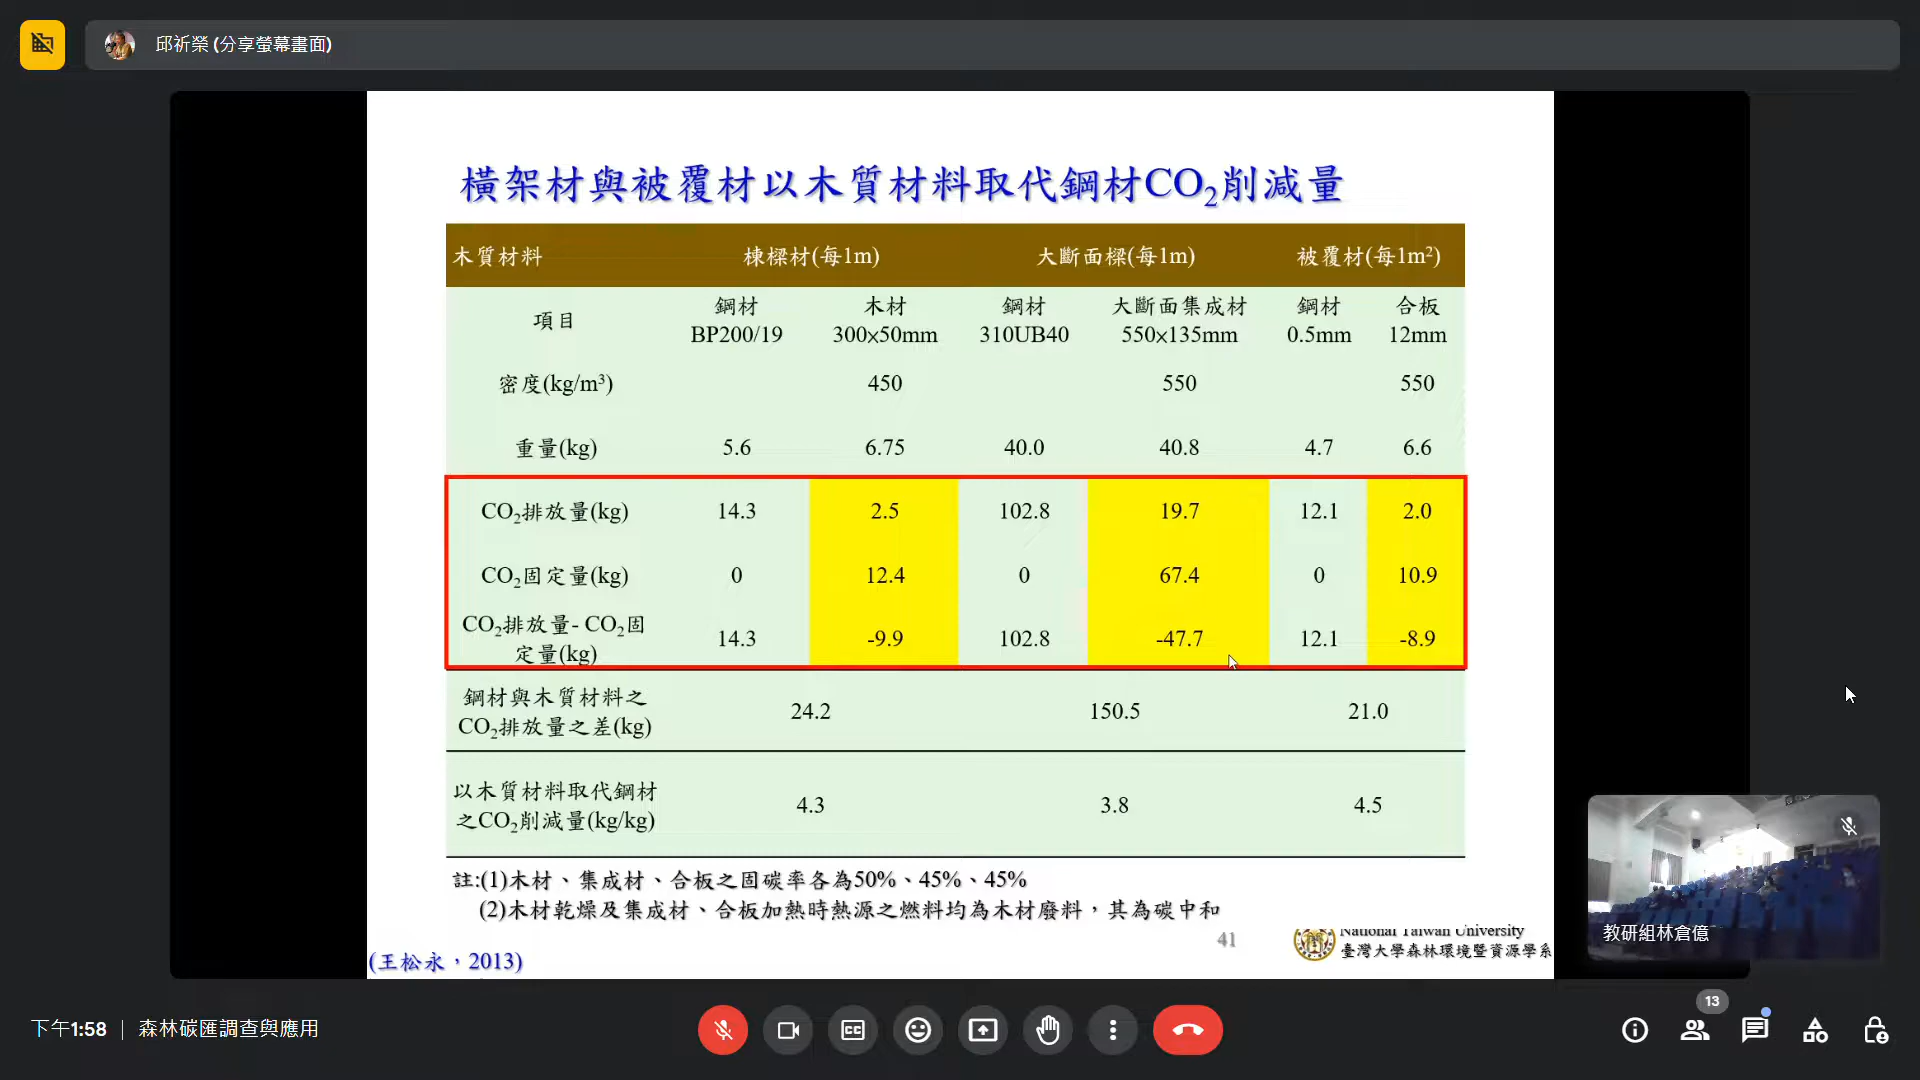 邱祈榮 (分享螢幕畫面)
橫架材與被覆材以木質材料取代鋼材CO₂削減量
木質材料 棟樑材(每1m) 大斷面樑(每1m) 被覆材(每1m²)
項目 鋼材 BP200/19 木材 300×50mm 鋼材 310UB40 大斷面集成材 550×135mm 鋼材 0.5mm 合板 12mm
密度(kg/m³) 450 550 550
重量(kg) 5.6 6.75 40.0 40.8 4.7 6.6
CO₂排放量(kg) 14.3 2.5 102.8 19.7 12.1 2.0
CO₂固定量(kg) 0 12.4 0 67.4 0 10.9
CO₂排放量- CO₂固
定量(kg) 14.3 -9.9 102.8 -47.7 12.1 -8.9
鋼材與木質材料之
CO₂排放量之差(kg) 24.2 150.5 21.0
以木質材料取代鋼材
之CO₂削減量(kg/kg) 4.3 3.8 4.5
註:(1)木材、集成材、合板之固碳率各為50%、45%、45%
(2)木材乾燥及集成材、合板加熱時熱源之燃料均為木材廢料，其為碳中和
41
National Taiwan University
臺灣大學森林環境暨資源學系
(王松永，2013)
教研組林倉億
下午1:58 | 森林碳匯調查與應用
13